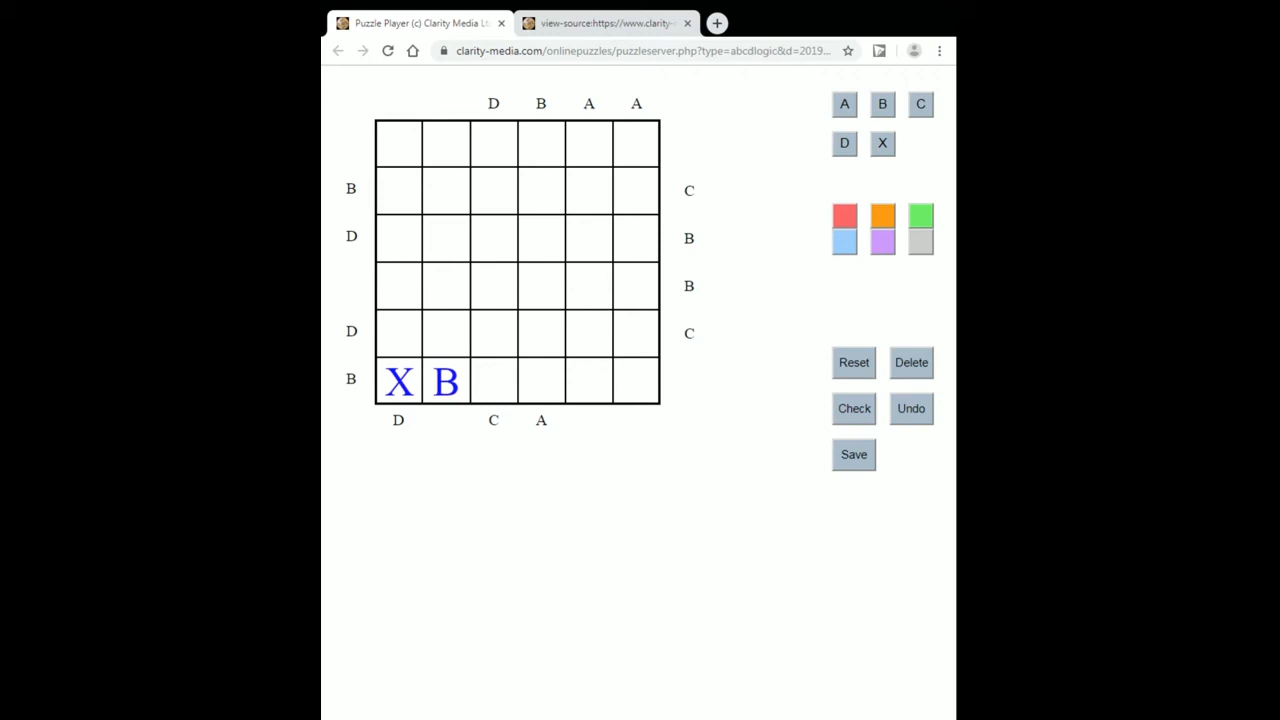 Puzzle Player (c) Clarity Media Lt
view-source:https://www.clarity-
clarity-media.com/onlinepuzzles/puzzleserver.php?type=abcdlogic&d=2019...
D B A A
A B C
D X
B C
D B
B
D C
B X B
D C A
Reset Delete
Check Undo
Save